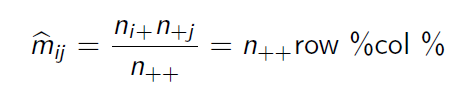 m̂ij = ni+n+j / n++ = n++row %col %